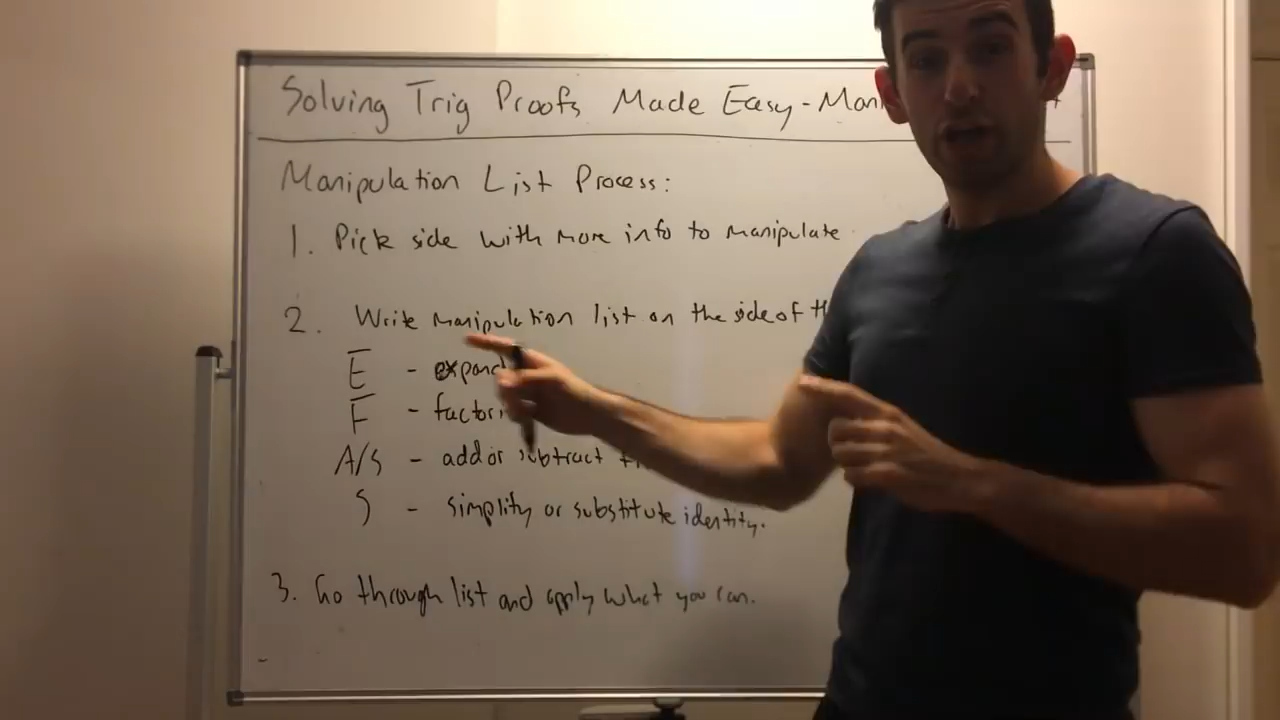 Solving Trig Proofs Made Easy - Man
Manipulation List Process:
1. Pick side with more info to manipulate
2. Write manipulation list on the side of th
E - expand
F - factori
A/S - add or subtract
S - simplify or substitute identity.
3. Go through list and apply what you can.